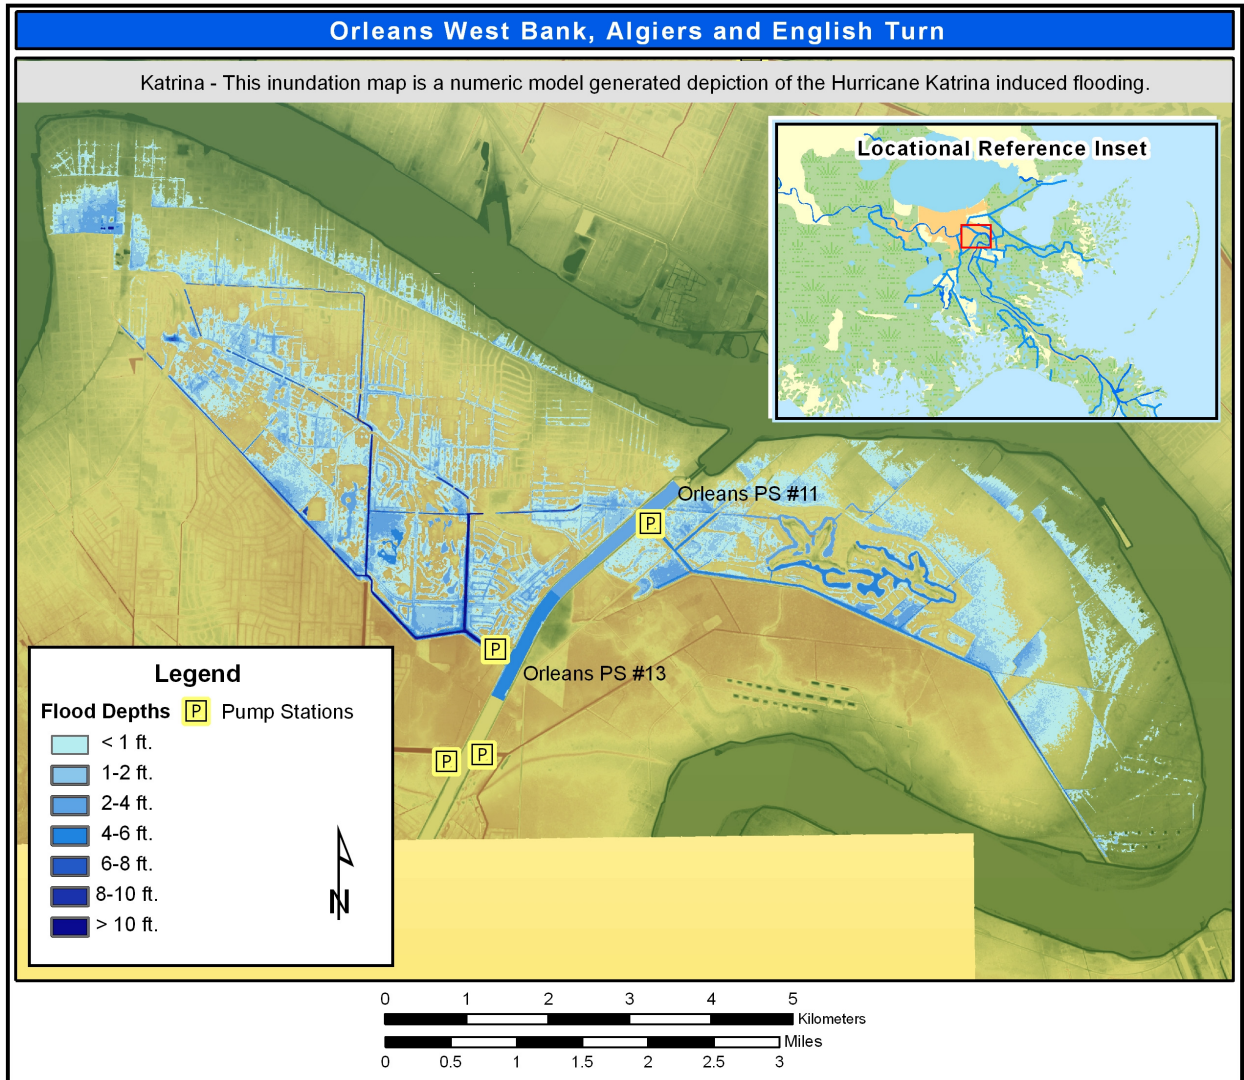 Orleans West Bank, Algiers and English Turn
Katrina - This inundation map is a numeric model generated depiction of the Hurricane Katrina induced flooding.
Locational Reference Inset
Orleans PS #11
P
P
Orleans PS #13
P
P
Legend
Flood Depths P Pump Stations
< 1 ft.
1-2 ft.
2-4 ft.
4-6 ft.
6-8 ft.
8-10 ft.
> 10 ft.
N
0 1 2 3 4 5
Kilometers
Miles
0 0.5 1 1.5 2 2.5 3